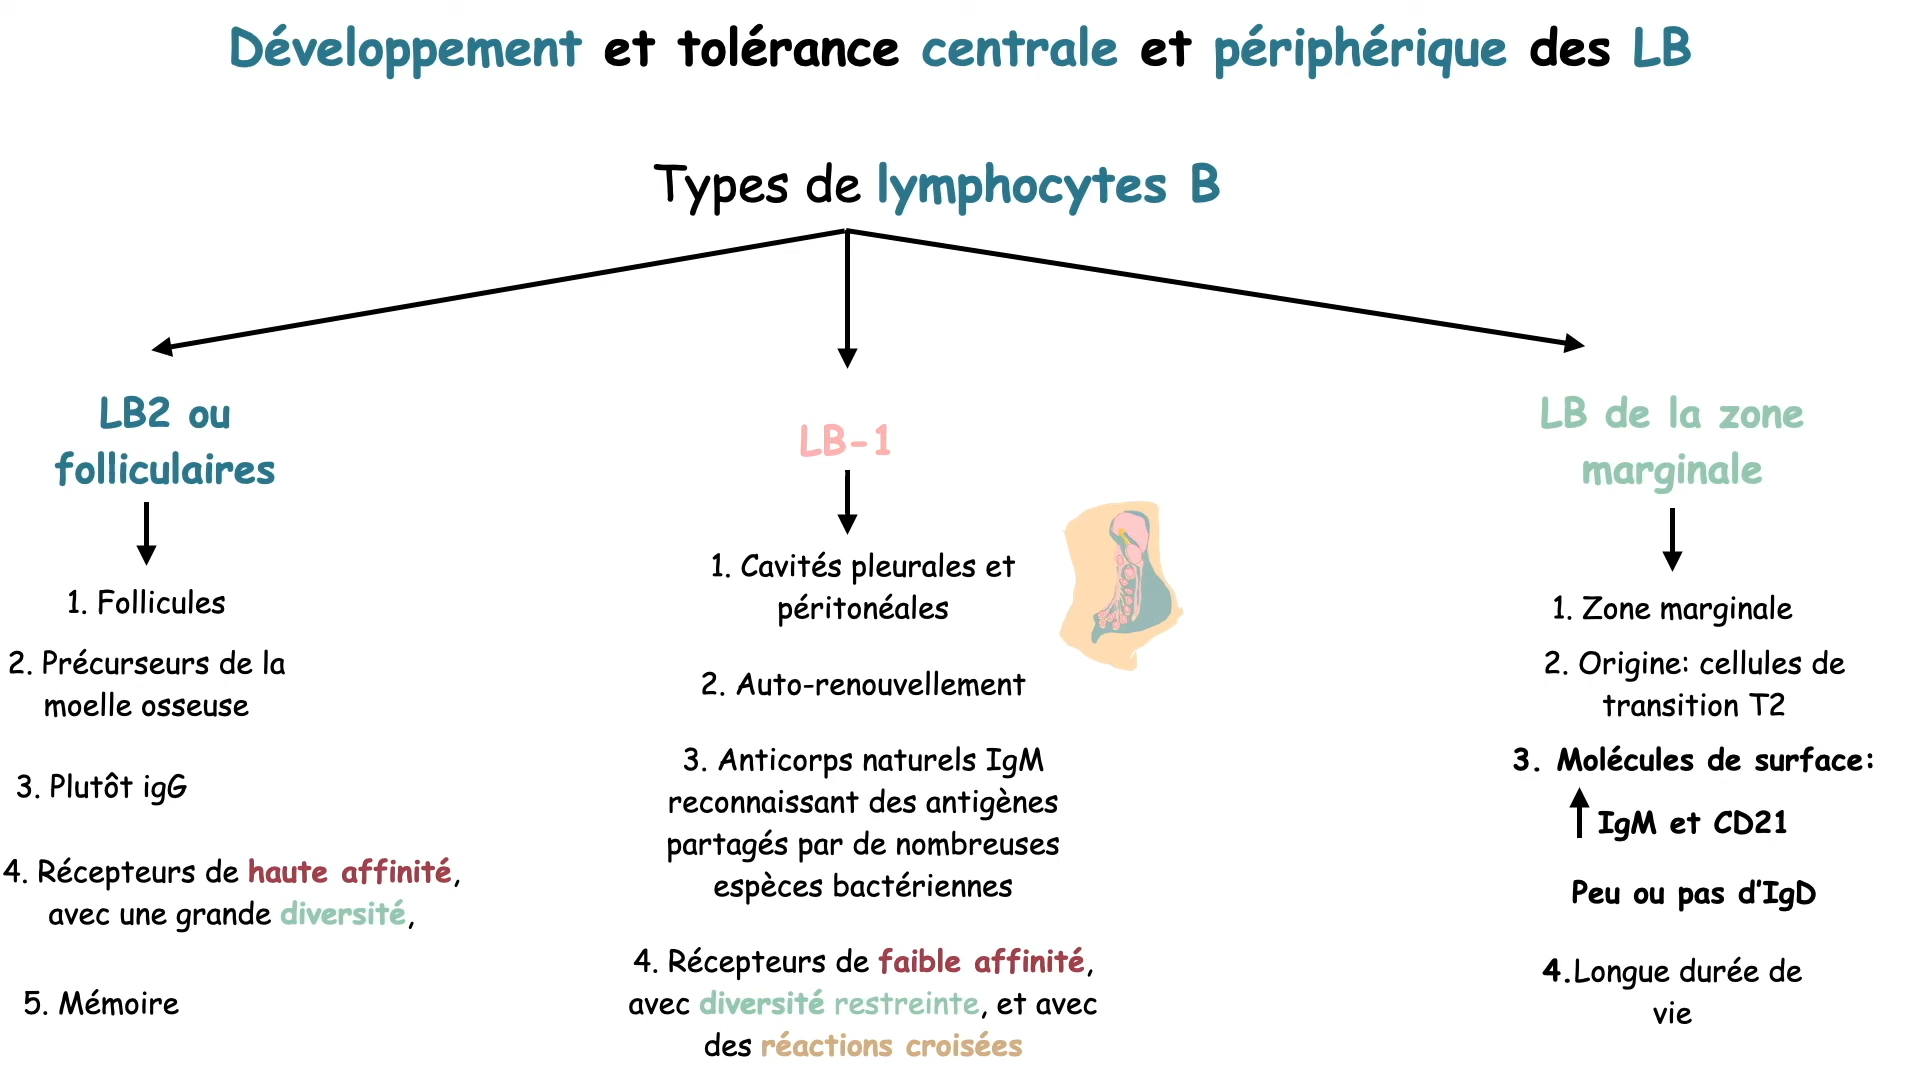 Développement et tolérance centrale et périphérique des LB
Types de lymphocytes B
LB2 ou
folliculaires
1. Follicules
2. Précurseurs de la
moelle osseuse
3. Plutôt igG
4. Récepteurs de haute affinité,
avec une grande diversité,
5. Mémoire
LB-1
1. Cavités pleurales et
péritonéales
2. Auto-renouvellement
3. Anticorps naturels IgM
reconnaissant des antigènes
partagés par de nombreuses
espèces bactériennes
4. Récepteurs de faible affinité,
avec diversité restreinte, et avec
des réactions croisées
LB de la zone
marginale
1. Zone marginale
2. Origine: cellules de
transition T2
3. Molécules de surface:
IgM et CD21
Peu ou pas d'IgD
4.Longue durée de
vie